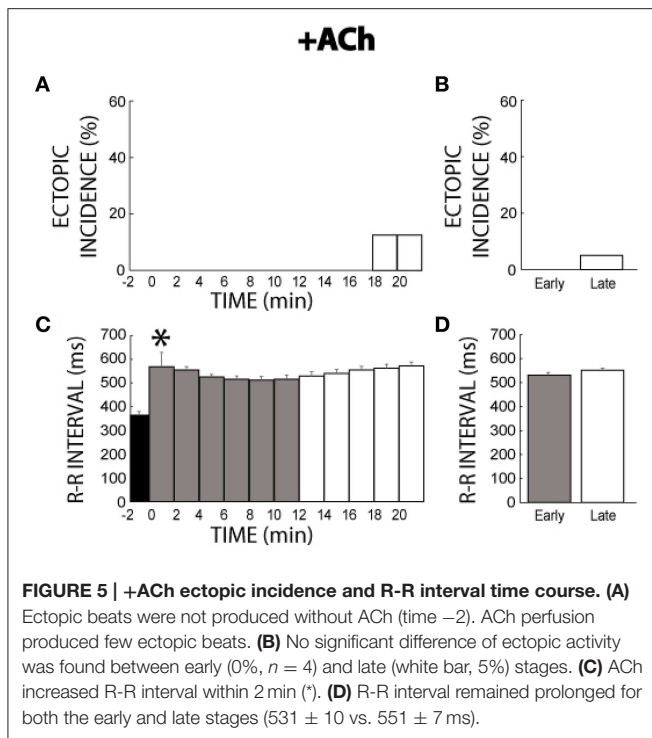 +ACh
A
ECTOPIC
INCIDENCE (%)
60
40
20
0
-2 0 2 4 6 8 10 12 14 16 18 20
TIME (min)
B
ECTOPIC
INCIDENCE (%)
60
40
20
0
Early Late
C
R-R INTERVAL (ms)
700
600
500
400
300
200
100
0
*
-2 0 2 4 6 8 10 12 14 16 18 20
TIME (min)
D
R-R INTERVAL (ms)
700
600
500
400
300
200
100
0
Early Late
FIGURE 5 | +ACh ectopic incidence and R-R interval time course. (A)
Ectopic beats were not produced without ACh (time −2). ACh perfusion
produced few ectopic beats. (B) No significant difference of ectopic activity
was found between early (0%, n = 4) and late (white bar, 5%) stages. (C) ACh
increased R-R interval within 2 min (*). (D) R-R interval remained prolonged for
both the early and late stages (531 ± 10 vs. 551 ± 7 ms).